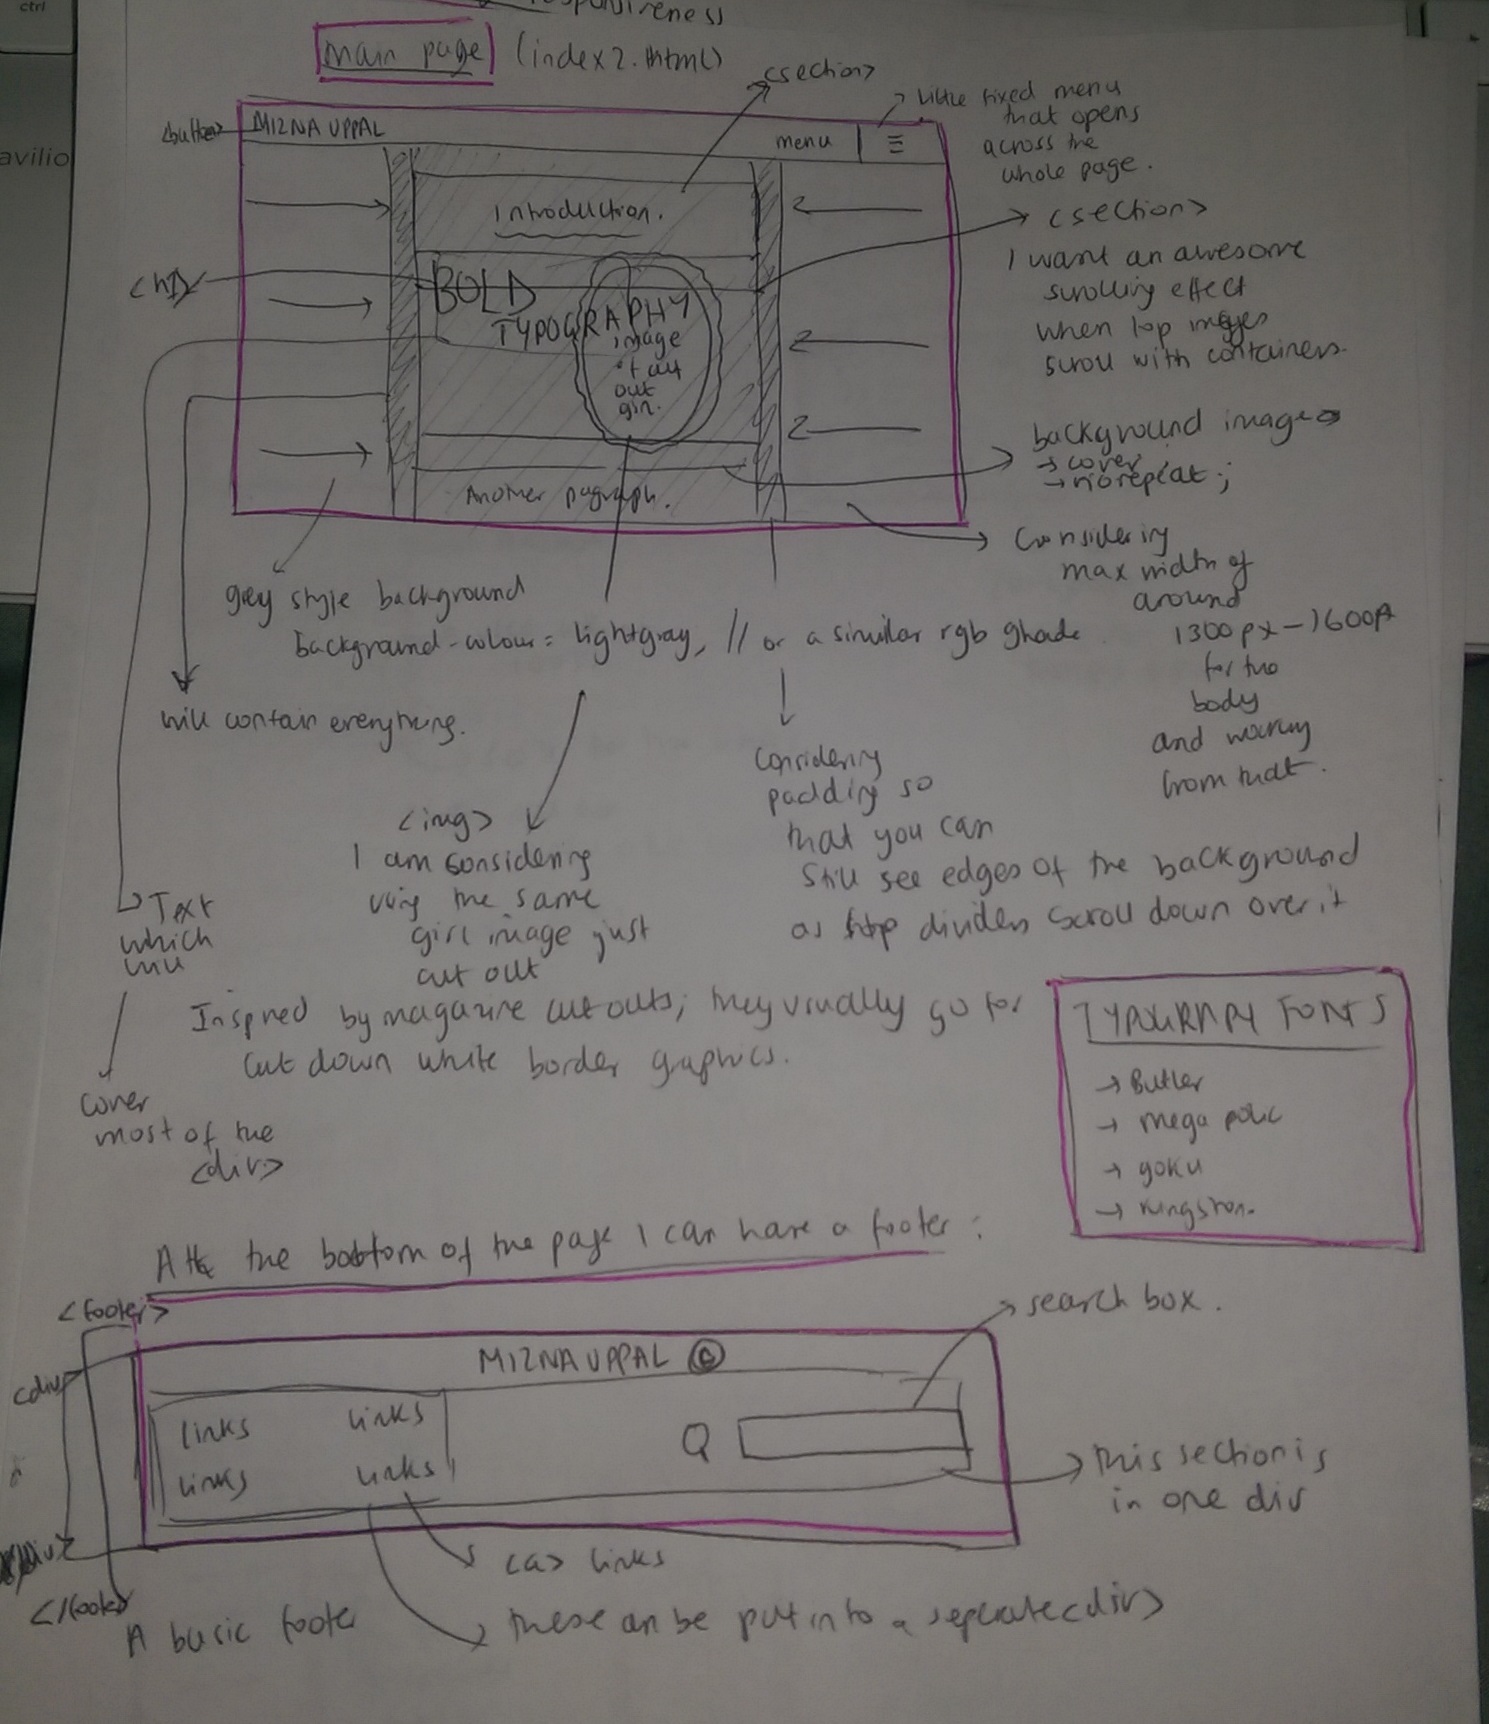 ctrl
avilio
responsiveness
main page (index2.html)
<section>
little fixed menu
that opens
across the
whole page.
<button>
MIZNA UPPAL
menu
<section>
introduction.
I want an awesome
scrolling effect
when top images
scroll with containers.
<h1>
BOLD
TYPOGRAPHY
image
of cut
out
girl.
background images
→ cover
→ norepeat;
Another pagraph.
Considering
max width of
around
1300px - 1600px
for the
body
and working
from that.
grey style background
background-colour = lightgray, // or a similar rgb shade
will contain everything.
Considering
padding so
that you can
still see edges of the background
as top dividers scroll down over it
<img>
I am considering
using the same
girl image just
cut out
Text
which
will
Inspired by magazine cut outs; they usually go for
cut down white border graphics.
cover
most of the
<div>
TYPOGRAPHY FONTS
→ Butler
→ mega
→ goku
→ kingston.
At the bottom of the page I can have a footer:
<footer>
search box.
<div>
MIZNA UPPAL ©
links links
links links
this section is
in one div
<a> links
</footer>
A basic footer
these can be put into a seperate <div>